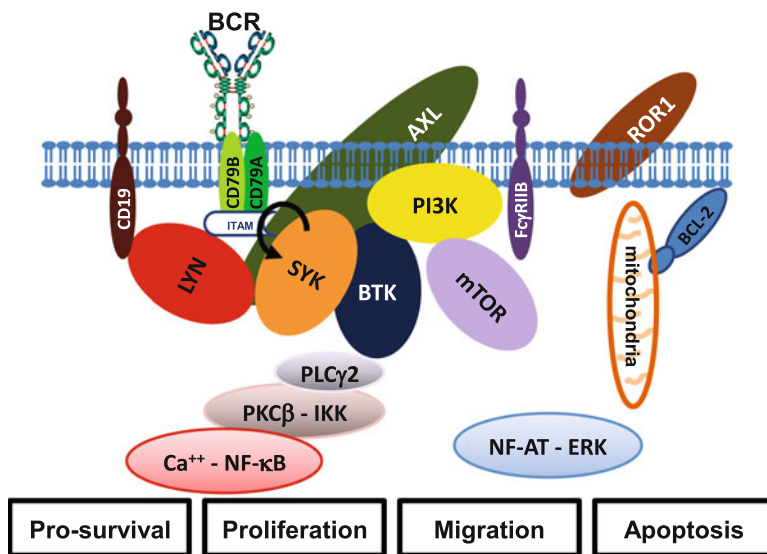 BCR
AXL
ROR1
CD19
CD79B
CD79A
FcγRIIB
PI3K
BCL-2
ITAM
LYN
SYK
BTK
mTOR
mitochondria
PLCγ2
PKCβ - IKK
Ca++ - NF-κB
NF-AT - ERK
Pro-survival
Proliferation
Migration
Apoptosis